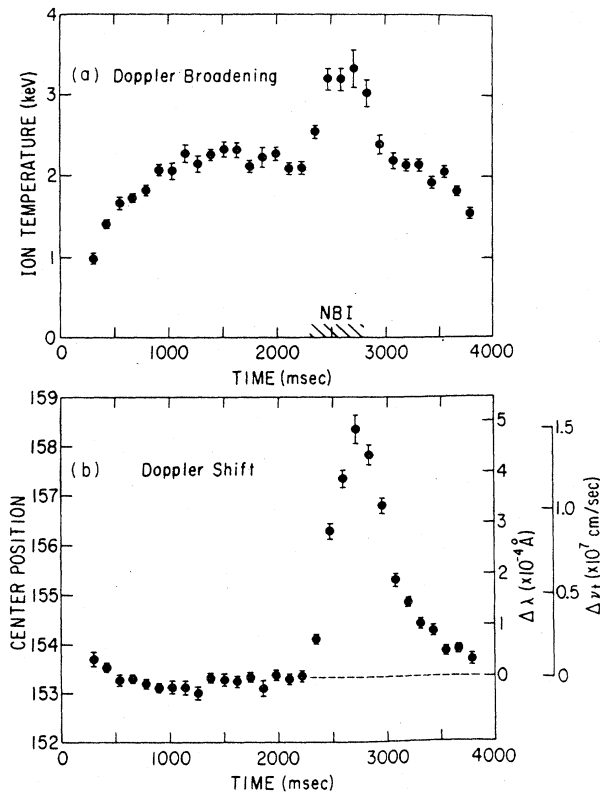 4
3
2
1
0
ION TEMPERATURE (keV)
(a) Doppler Broadening
NBI
0 1000 2000 3000 4000
TIME (msec)
159
158
157
156
155
154
153
152
CENTER POSITION
(b) Doppler Shift
5
4
3
2
1
0
Δλ (x10⁻⁴Å)
1.5
1.0
0.5
0
Δνt (x10⁷ cm/sec)
0 1000 2000 3000 4000
TIME (msec)